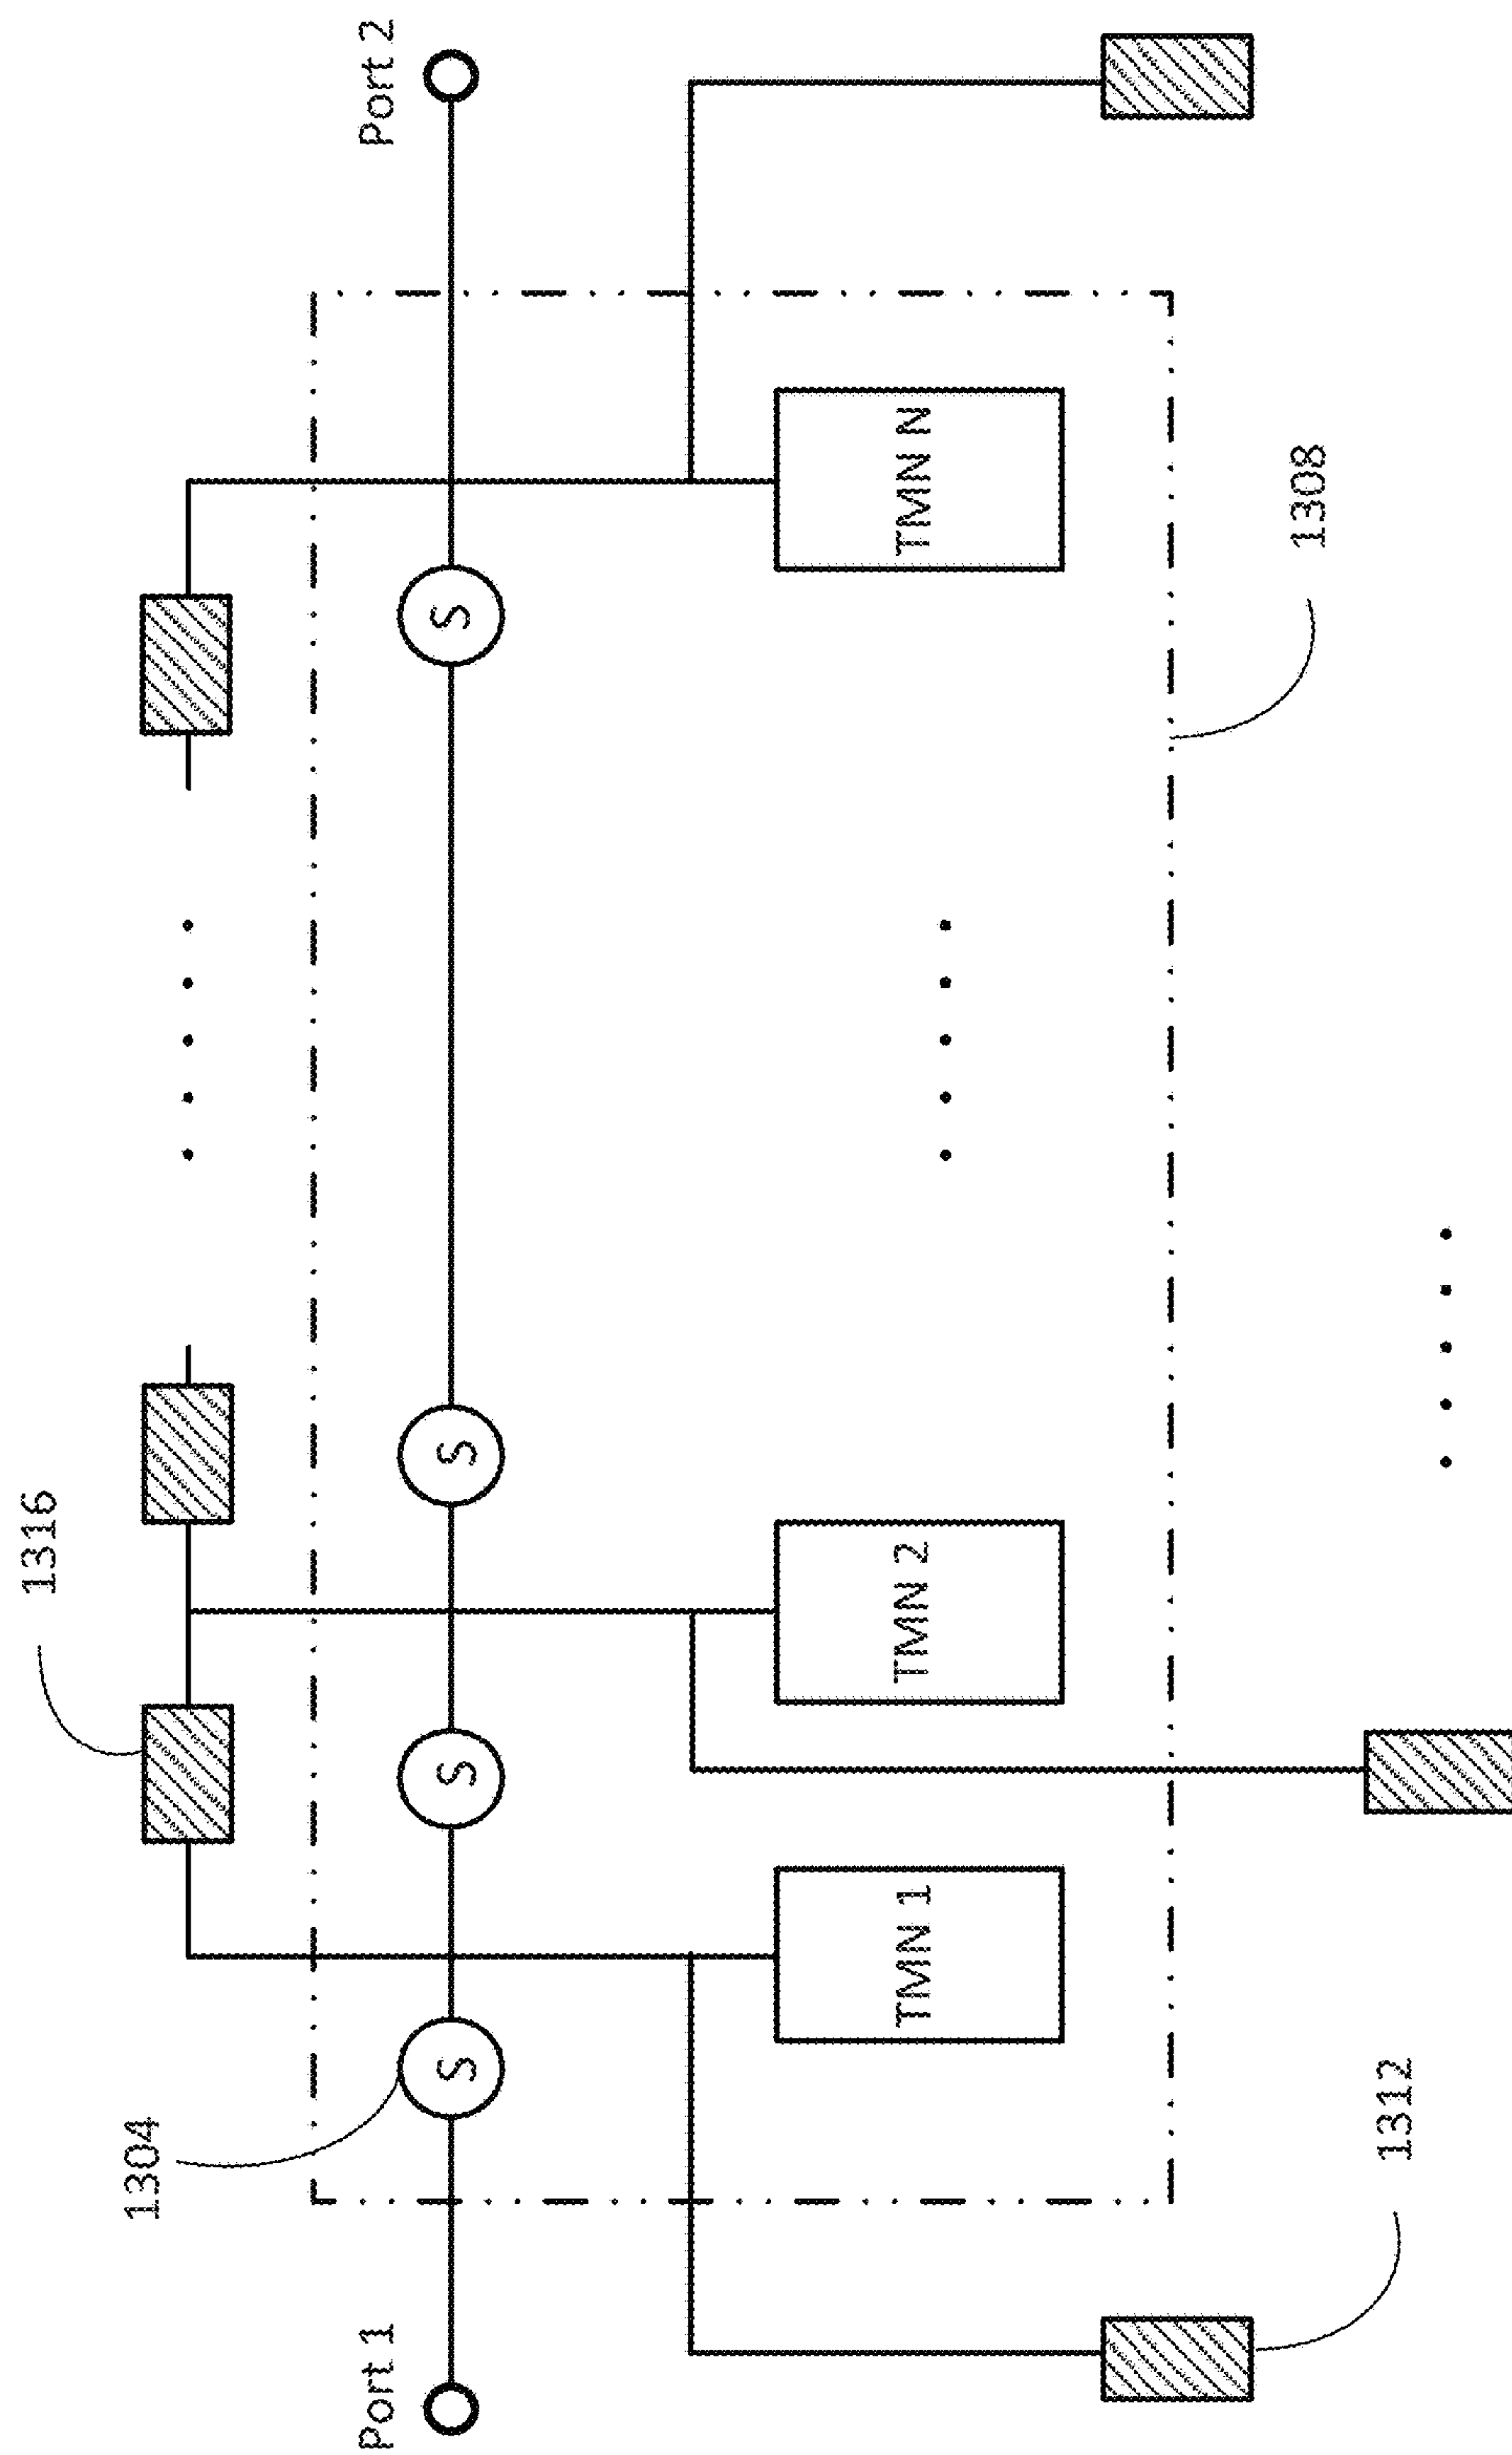 1316
1304
Port 1
Port 2
S
S
S
S
TMN 1
TMN 2
TMN N
1312
1308